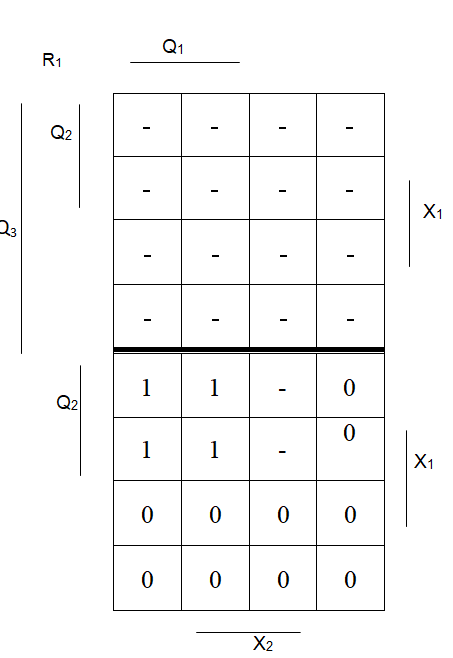 R1 Q1
Q2 - - - -
- - - - X1
Q3 - - - -
- - - -
Q2 1 1 - 0
1 1 - 0 X1
0 0 0 0
0 0 0 0
X2